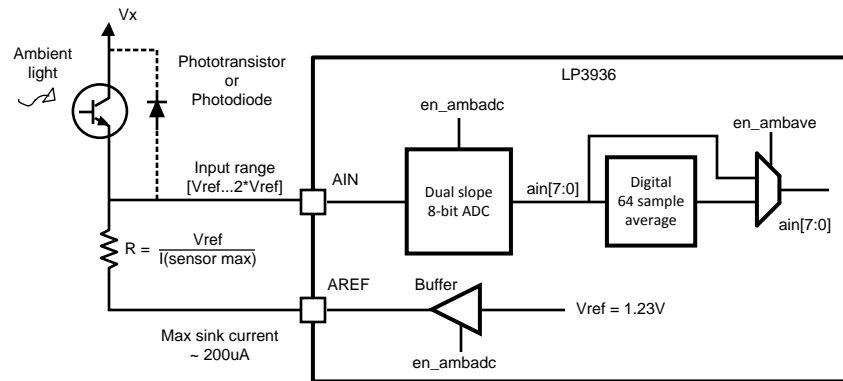 Vx
Ambient
light
Phototransistor
or
Photodiode
LP3936
en_ambadc
en_ambave
Input range
[Vref...2*Vref]
AIN
Dual slope
8-bit ADC
ain[7:0]
Digital
64 sample
average
ain[7:0]
R = Vref
I(sensor max)
AREF
Buffer
Vref = 1.23V
Max sink current
~ 200uA
en_ambadc